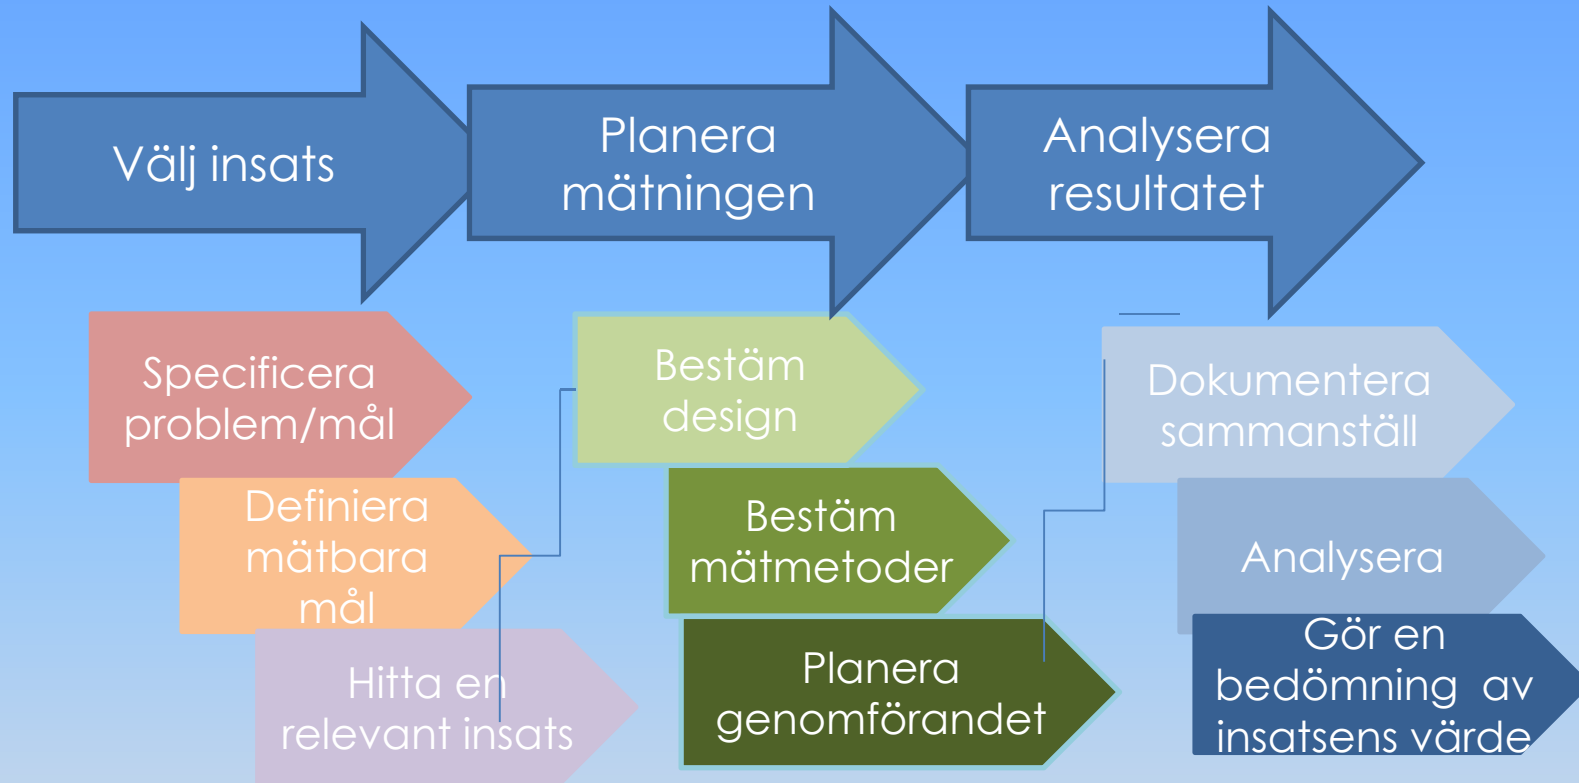 Välj insats
Planera
mätningen
Analysera
resultatet
Specificera
problem/mål
Definiera
mätbara
mål
Hitta en
relevant insats
Bestäm
design
Bestäm
mätmetoder
Planera
genomförandet
Dokumentera
sammanställ
Analysera
Gör en
bedömning av
insatsens värde